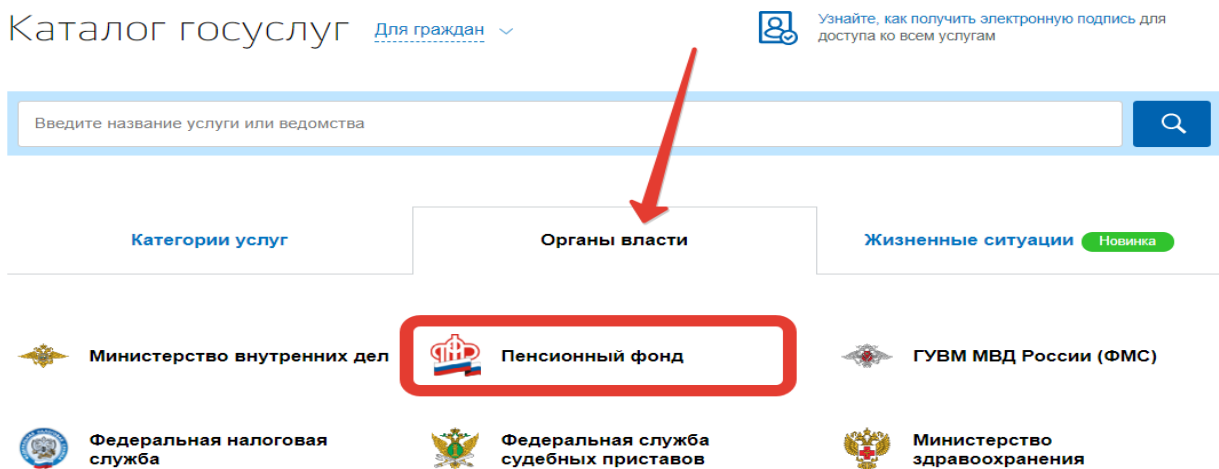 Каталог госуслуг Для граждан
Узнайте, как получить электронную подпись для
доступа ко всем услугам
Введите название услуги или ведомства
Категории услуг
Органы власти
Жизненные ситуации Новинка
Министерство внутренних дел
Пенсионный фонд
ГУВМ МВД России (ФМС)
Федеральная налоговая
служба
Федеральная служба
судебных приставов
Министерство
здравоохранения